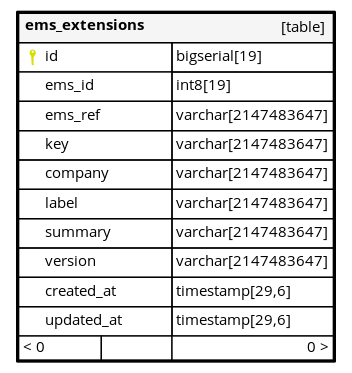 ems_extensions [table]
id bigserial[19]
ems_id int8[19]
ems_ref varchar[2147483647]
key varchar[2147483647]
company varchar[2147483647]
label varchar[2147483647]
summary varchar[2147483647]
version varchar[2147483647]
created_at timestamp[29,6]
updated_at timestamp[29,6]
< 0 0 >